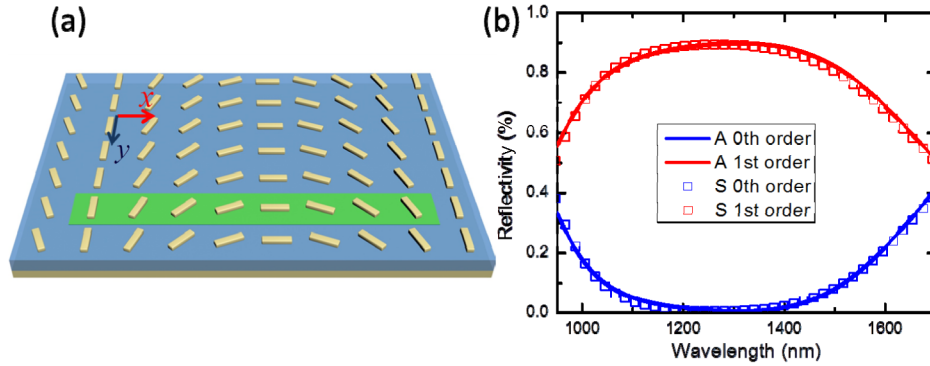 (a)
x
y
(b)
1.0
0.8
0.6
0.4
0.2
0.0
Reflectivity (%)
A 0th order
A 1st order
S 0th order
S 1st order
1000 1200 1400 1600
Wavelength (nm)